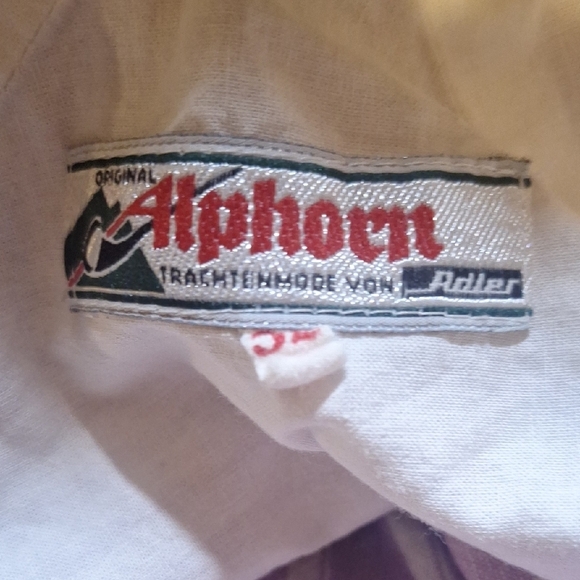 ORIGINAL
Alphorn
TRACHTENMODE VON Adler